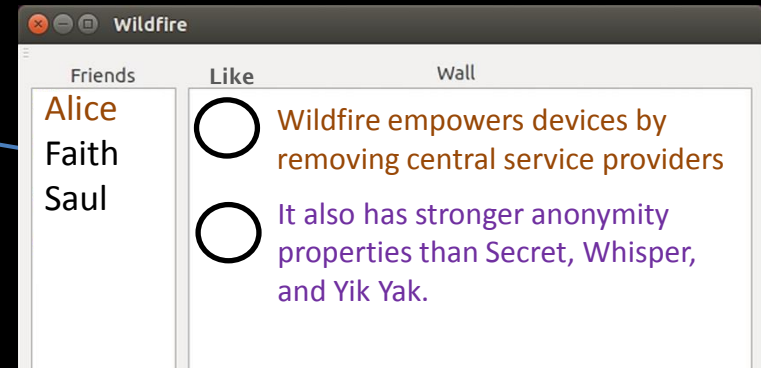 Wildfire
Friends
Like
Wall
Alice
Faith
Saul
Wildfire empowers devices by
removing central service providers
It also has stronger anonymity
properties than Secret, Whisper,
and Yik Yak.